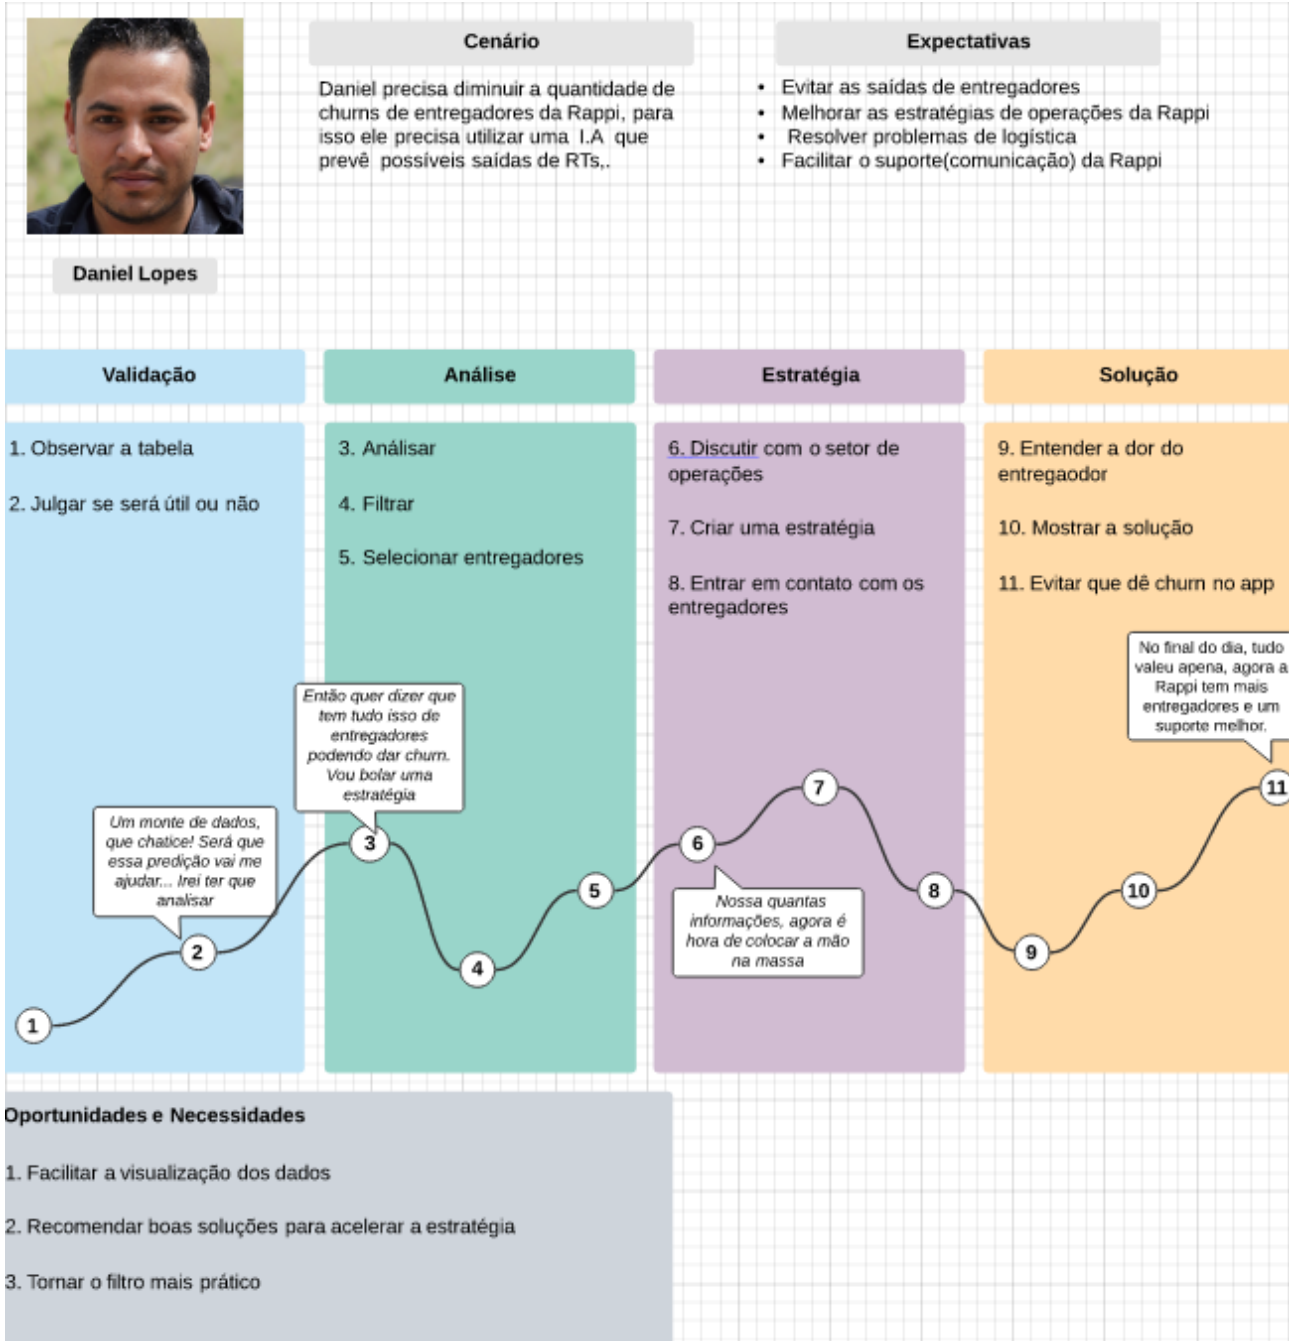 Cenário
Daniel precisa diminuir a quantidade de
churns de entregadores da Rappi, para
isso ele precisa utilizar uma I.A que
prevê possíveis saídas de RTs,.
Expectativas
• Evitar as saídas de entregadores
• Melhorar as estratégias de operações da Rappi
• Resolver problemas de logística
• Facilitar o suporte(comunicação) da Rappi
Daniel Lopes
Validação
1. Observar a tabela
2. Julgar se será útil ou não
Um monte de dados,
que chatice! Será que
essa predição vai me
ajudar... Irei ter que
analisar
1
2
Análise
3. Análisar
4. Filtrar
5. Selecionar entregadores
Então quer dizer que
tem tudo isso de
entregadores
podendo dar churn.
Vou bolar uma
estratégia
3
4
5
Estratégia
6. Discutir com o setor de
operações
7. Criar uma estratégia
8. Entrar em contato com os
entregadores
6
7
8
Nossa quantas
informações, agora é
hora de colocar a mão
na massa
Solução
9. Entender a dor do
entregaodor
10. Mostrar a solução
11. Evitar que dê churn no app
No final do dia, tudo
valeu apena, agora a
Rappi tem mais
entregadores e um
suporte melhor.
9
10
11
Oportunidades e Necessidades
1. Facilitar a visualização dos dados
2. Recomendar boas soluções para acelerar a estratégia
3. Tornar o filtro mais prático